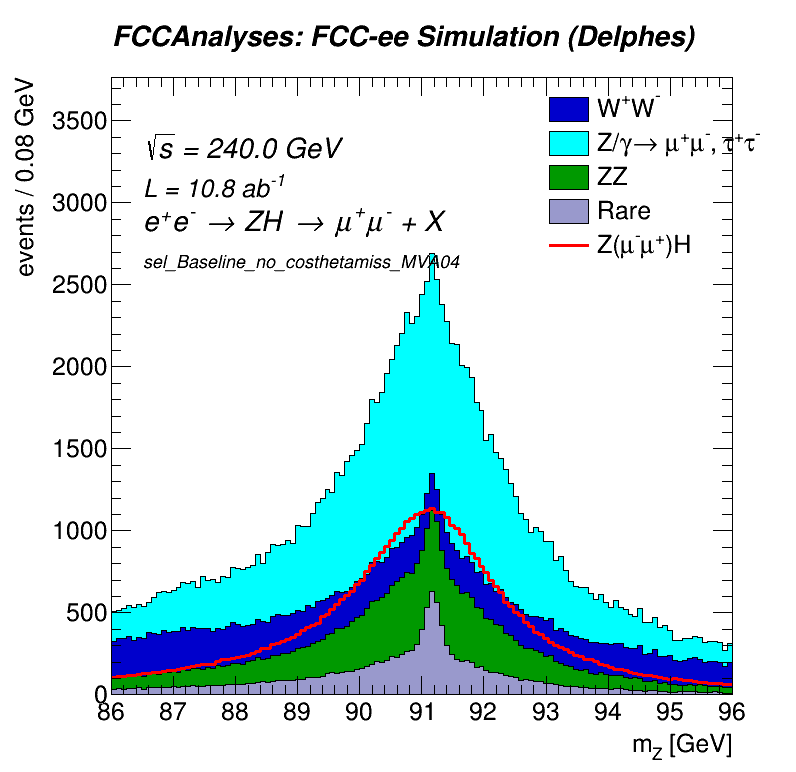 FCCAnalyses: FCC-ee Simulation (Delphes)
events / 0.08 GeV
3500
3000
2500
2000
1500
1000
500
0
√s = 240.0 GeV
L = 10.8 ab⁻¹
e⁺e⁻ → ZH → μ⁺μ⁻ + X
sel_Baseline_no_costhetamiss_MVA04
W⁺W⁻
Z/γ→ μ⁺μ⁻, τ⁺τ⁻
ZZ
Rare
Z(μ⁻μ⁺)H
86 87 88 89 90 91 92 93 94 95 96
m_Z [GeV]